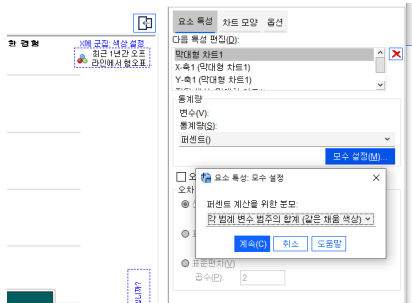 한 경험
X에 군집: 색상 설정
최근 1년간 오프
라인에서 혐오표
요소 특성 차트 모양 옵션
다음 특성 편집(D):
막대형 차트1
X-축1 (막대형 차트1)
Y-축1 (막대형 차트1)
통계량
변수(V):
통계량(S):
퍼센트()
모수 설정(M)...
요소 특성: 모수 설정
퍼센트 계산을 위한 분모:
각 범례 변수 범주의 합계 (같은 채움 색상)
계속(C) 취소 도움말
표준편차(V)
곱수(P): 2